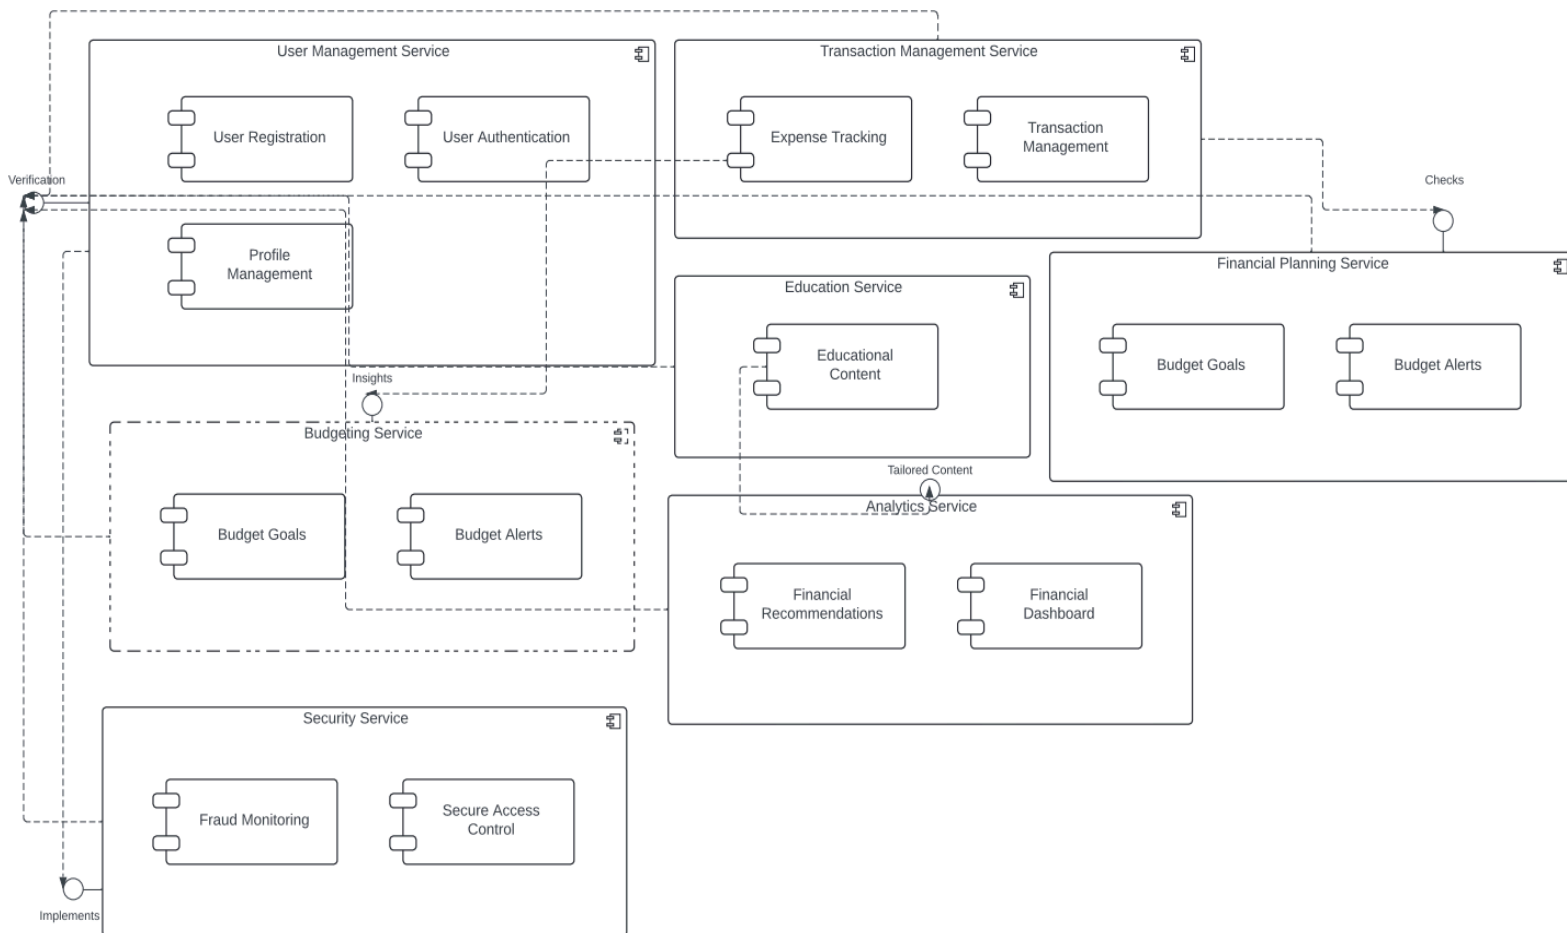 User Management Service
Transaction Management Service
User Registration
User Authentication
Expense Tracking
Transaction
Management
Verification
Checks
Profile
Management
Financial Planning Service
Education Service
Educational
Content
Budget Goals
Budget Alerts
Insights
Budgeting Service
Tailored Content
Analytics Service
Budget Goals
Budget Alerts
Financial
Recommendations
Financial
Dashboard
Security Service
Fraud Monitoring
Secure Access
Control
Implements